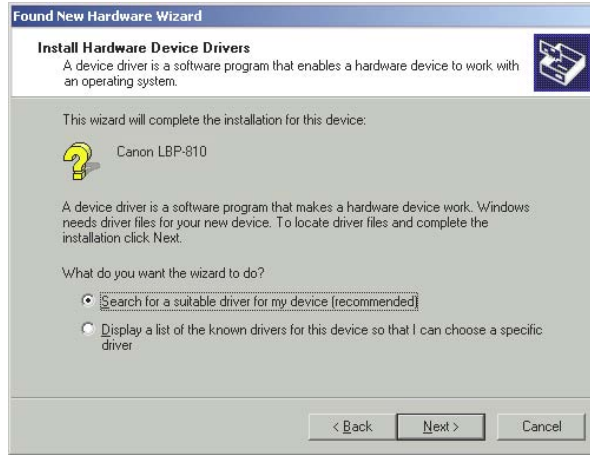 Found New Hardware Wizard
Install Hardware Device Drivers
A device driver is a software program that enables a hardware device to work with
an operating system.
This wizard will complete the installation for this device:
Canon LBP-810
A device driver is a software program that makes a hardware device work. Windows
needs driver files for your new device. To locate driver files and complete the
installation click Next.
What do you want the wizard to do?
Search for a suitable driver for my device (recommended)
Display a list of the known drivers for this device so that I can choose a specific
driver
< Back
Next >
Cancel